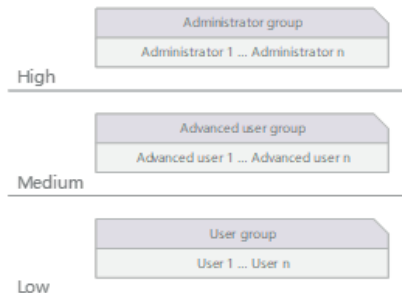 Administrator group
Administrator 1 ... Administrator n
High
Advanced user group
Advanced user 1 ... Advanced user n
Medium
User group
User 1 ... User n
Low